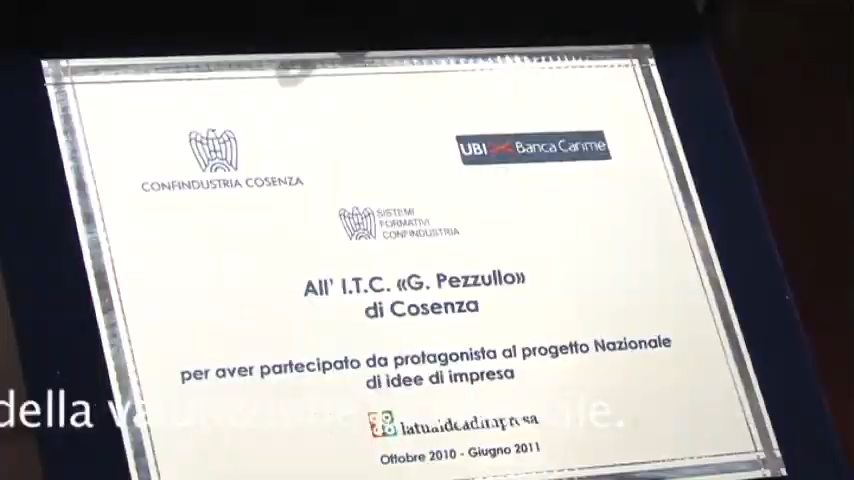 CONFINDUSTRIA COSENZA
UBI Banca Carime
SISTEMI
FORMATIVI
CONFINDUSTRIA
All' I.T.C. «G. Pezzullo»
di Cosenza
per aver partecipato da protagonista al progetto Nazionale
di idee di impresa
della
latuaideadimpresa
Ottobre 2010 - Giugno 2011